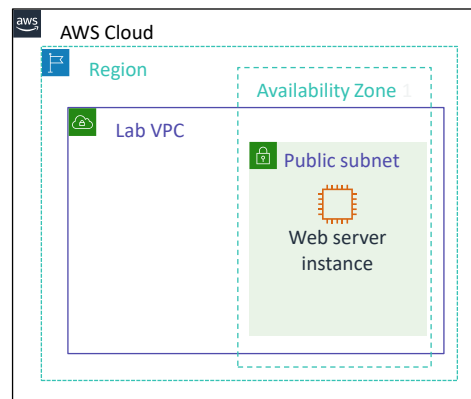 aws
AWS Cloud
Region
Availability Zone 1
Lab VPC
Public subnet
Web server
instance